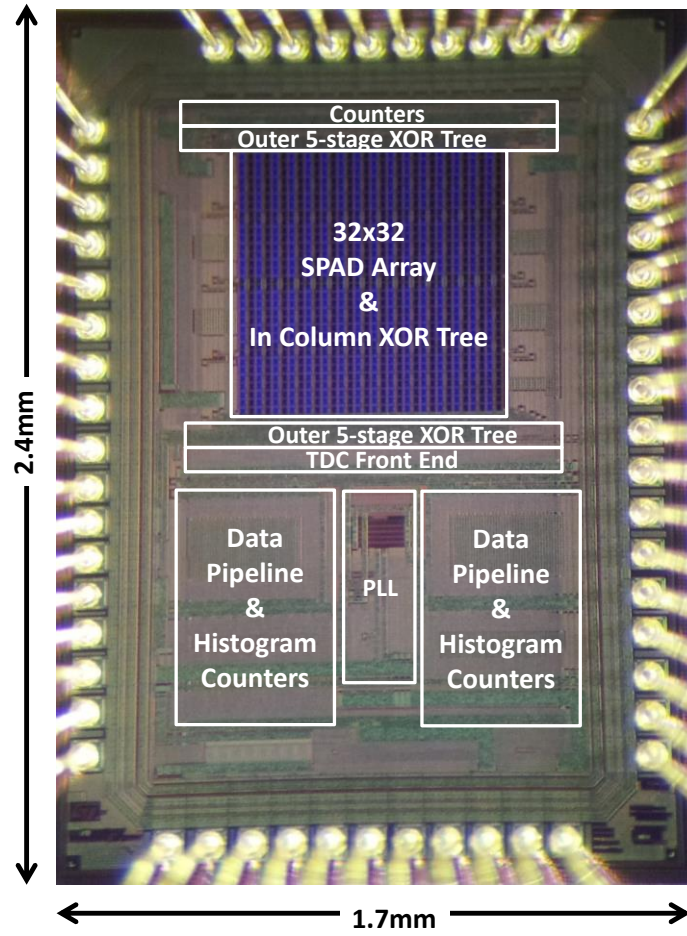 Counters
Outer 5-stage XOR Tree
32x32
SPAD Array
&
In Column XOR Tree
Outer 5-stage XOR Tree
TDC Front End
Data
Pipeline
&
Histogram
Counters
PLL
Data
Pipeline
&
Histogram
Counters
2.4mm
1.7mm